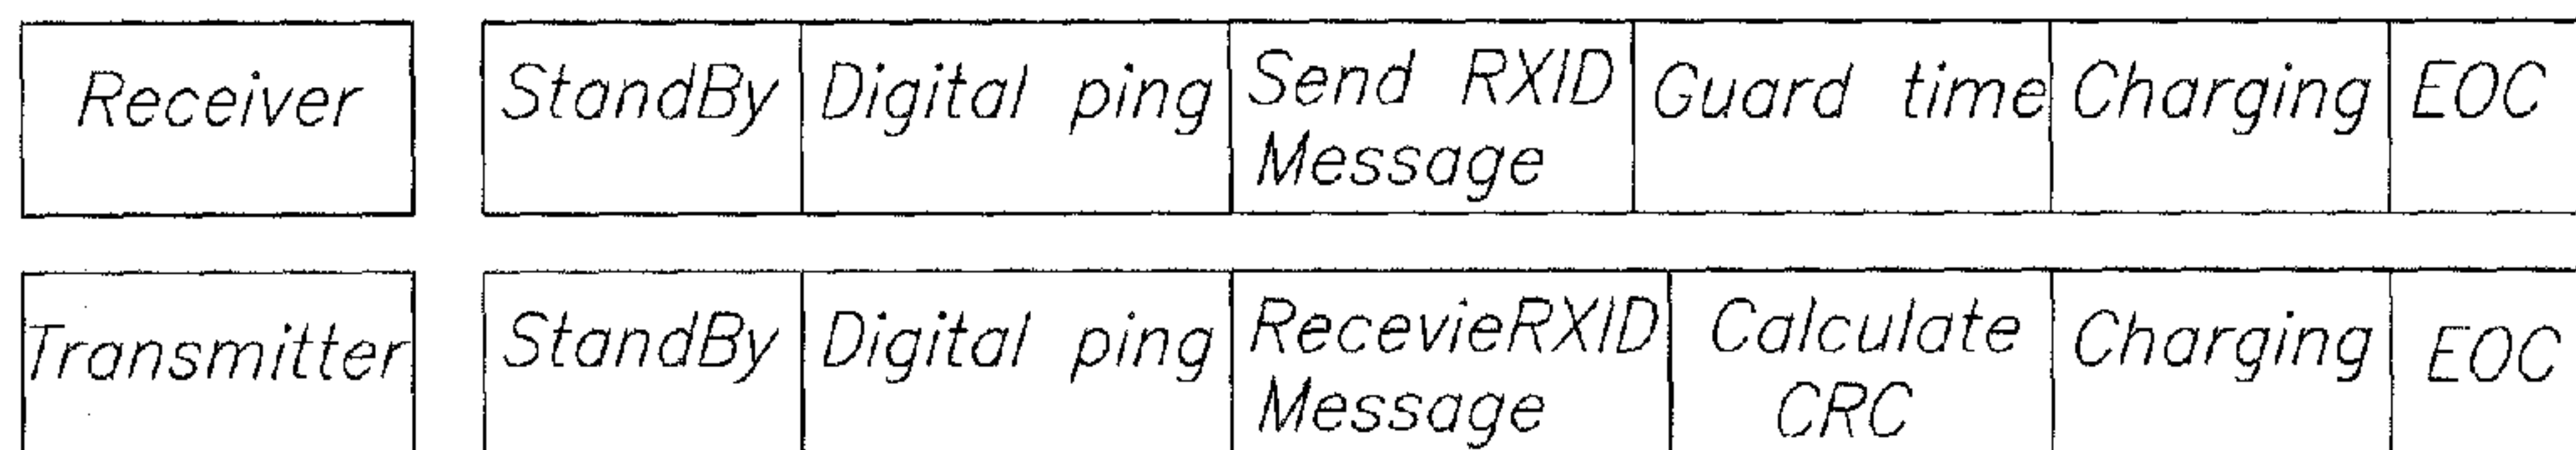 Receiver
StandBy
Digital ping
Send RXID
Message
Guard time
Charging
EOC
Transmitter
StandBy
Digital ping
RecevieRXID
Message
Calculate
CRC
Charging
EOC